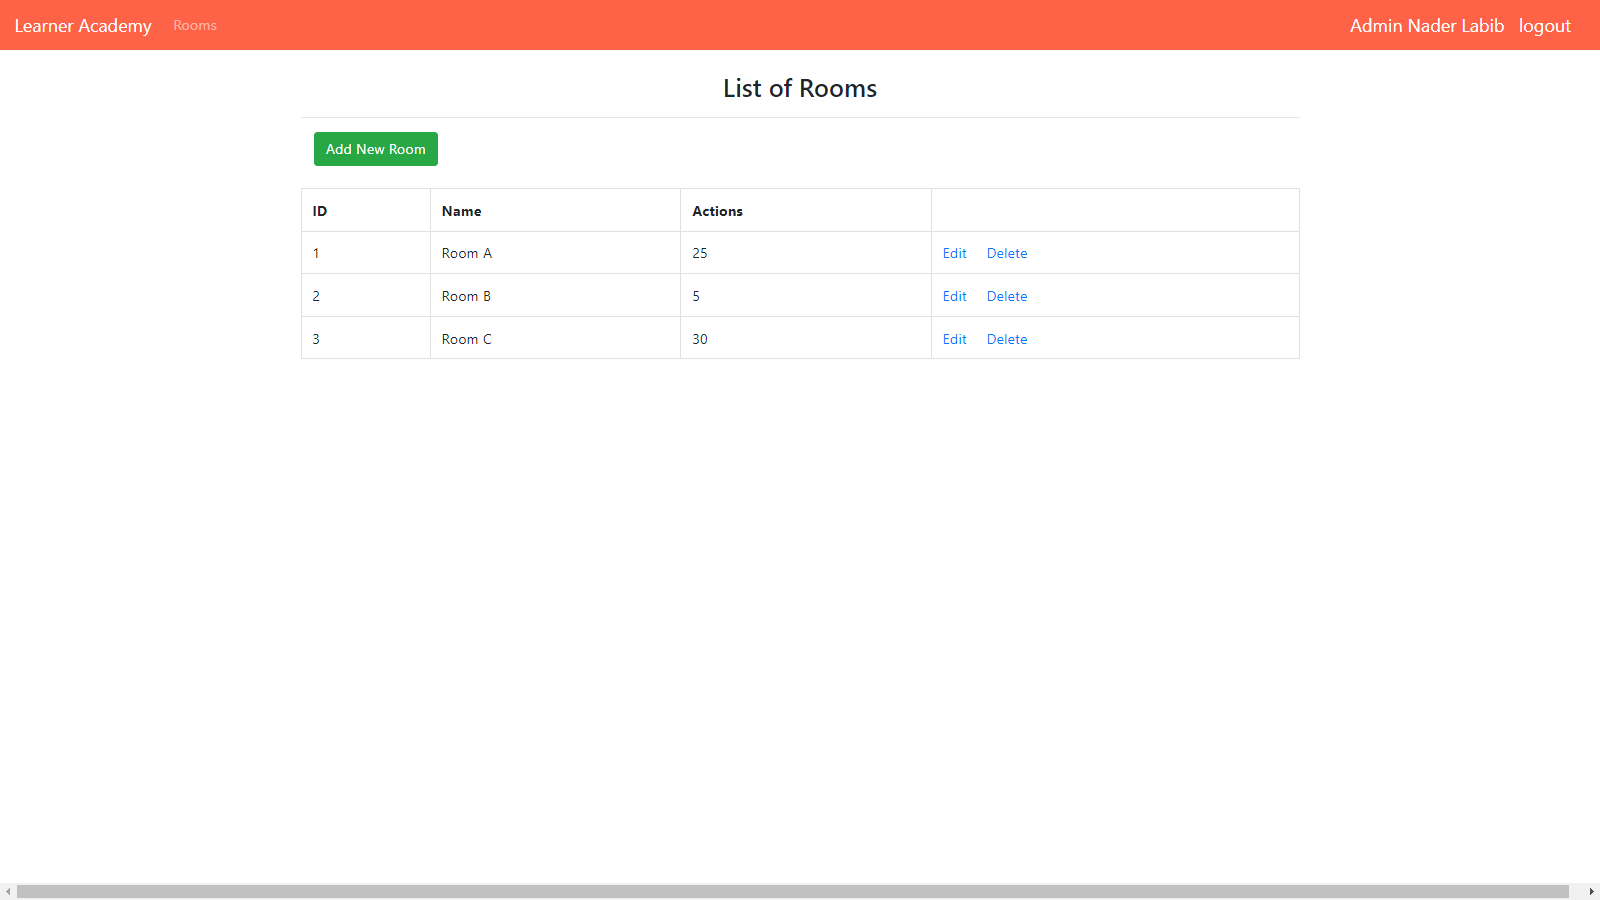 Learner Academy Rooms Admin Nader Labib logout
List of Rooms
Add New Room
ID Name Actions
1 Room A 25 Edit Delete
2 Room B 5 Edit Delete
3 Room C 30 Edit Delete